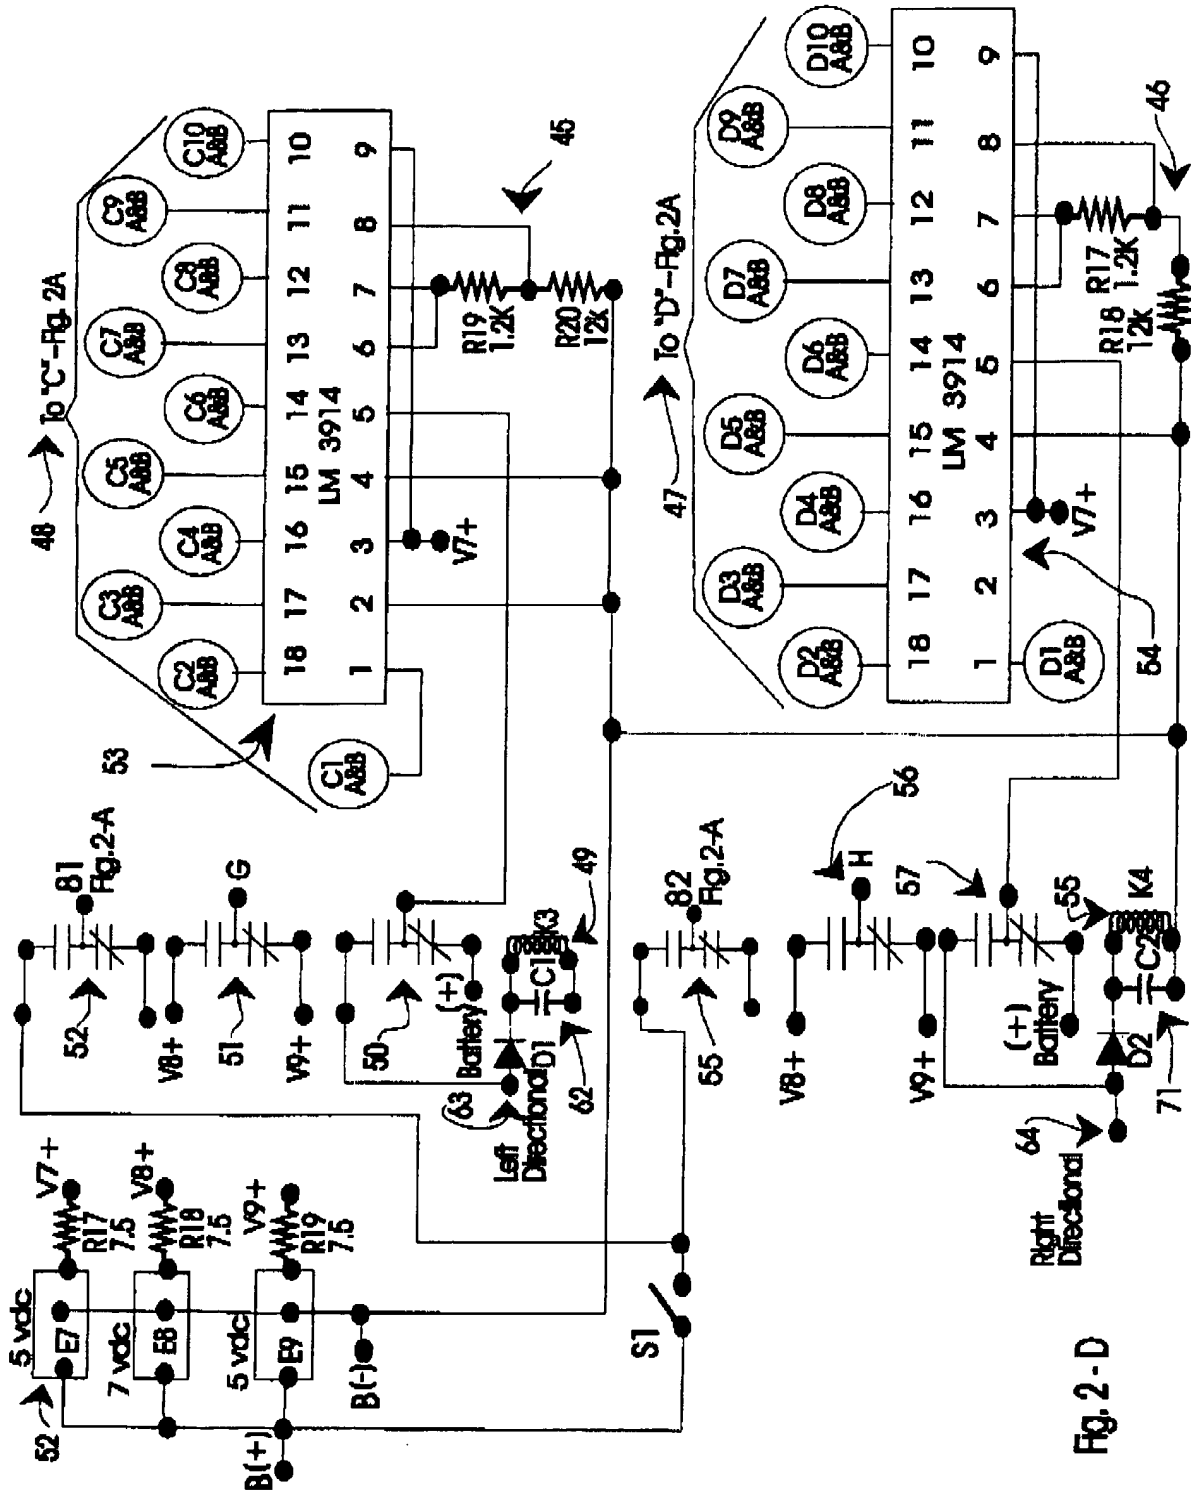 48
To "C"-Fig. 2A
C1
A&B
C2
A&B
C3
A&B
C4
A&B
C5
A&B
C6
A&B
C7
A&B
C8
A&B
C9
A&B
C10
A&B
53
18 17 16 15 14 13 12 11 10
LM 3914
1 2 3 4 5 6 7 8 9
V7+
R19
1.2K
R20
12k
45
5 vdc
E7
52
R17
7.5
V7+
7 vdc
E8
R18
7.5
V8+
5 vdc
E9
R19
7.5
V9+
B(+)
B(-)
S1
81
Fig.2-A
52
V8+
G
51
V9+
50
(+)
Battery
K3
49
C1
D1
62
63
Left
Directional
47
To "D"-Fig.2A
D1
A&B
D2
A&B
D3
A&B
D4
A&B
D5
A&B
D6
A&B
D7
A&B
D8
A&B
D9
A&B
D10
A&B
18 17 16 15 14 13 12 11 10
LM 3914
1 2 3 4 5 6 7 8 9
V7+
54
R17
1.2K
R18
12K
46
82
Fig.2-A
55
V8+
H
56
V9+
57
(+)
Battery
55
K4
C2
D2
71
64
Right
Directional
Fig. 2 - D